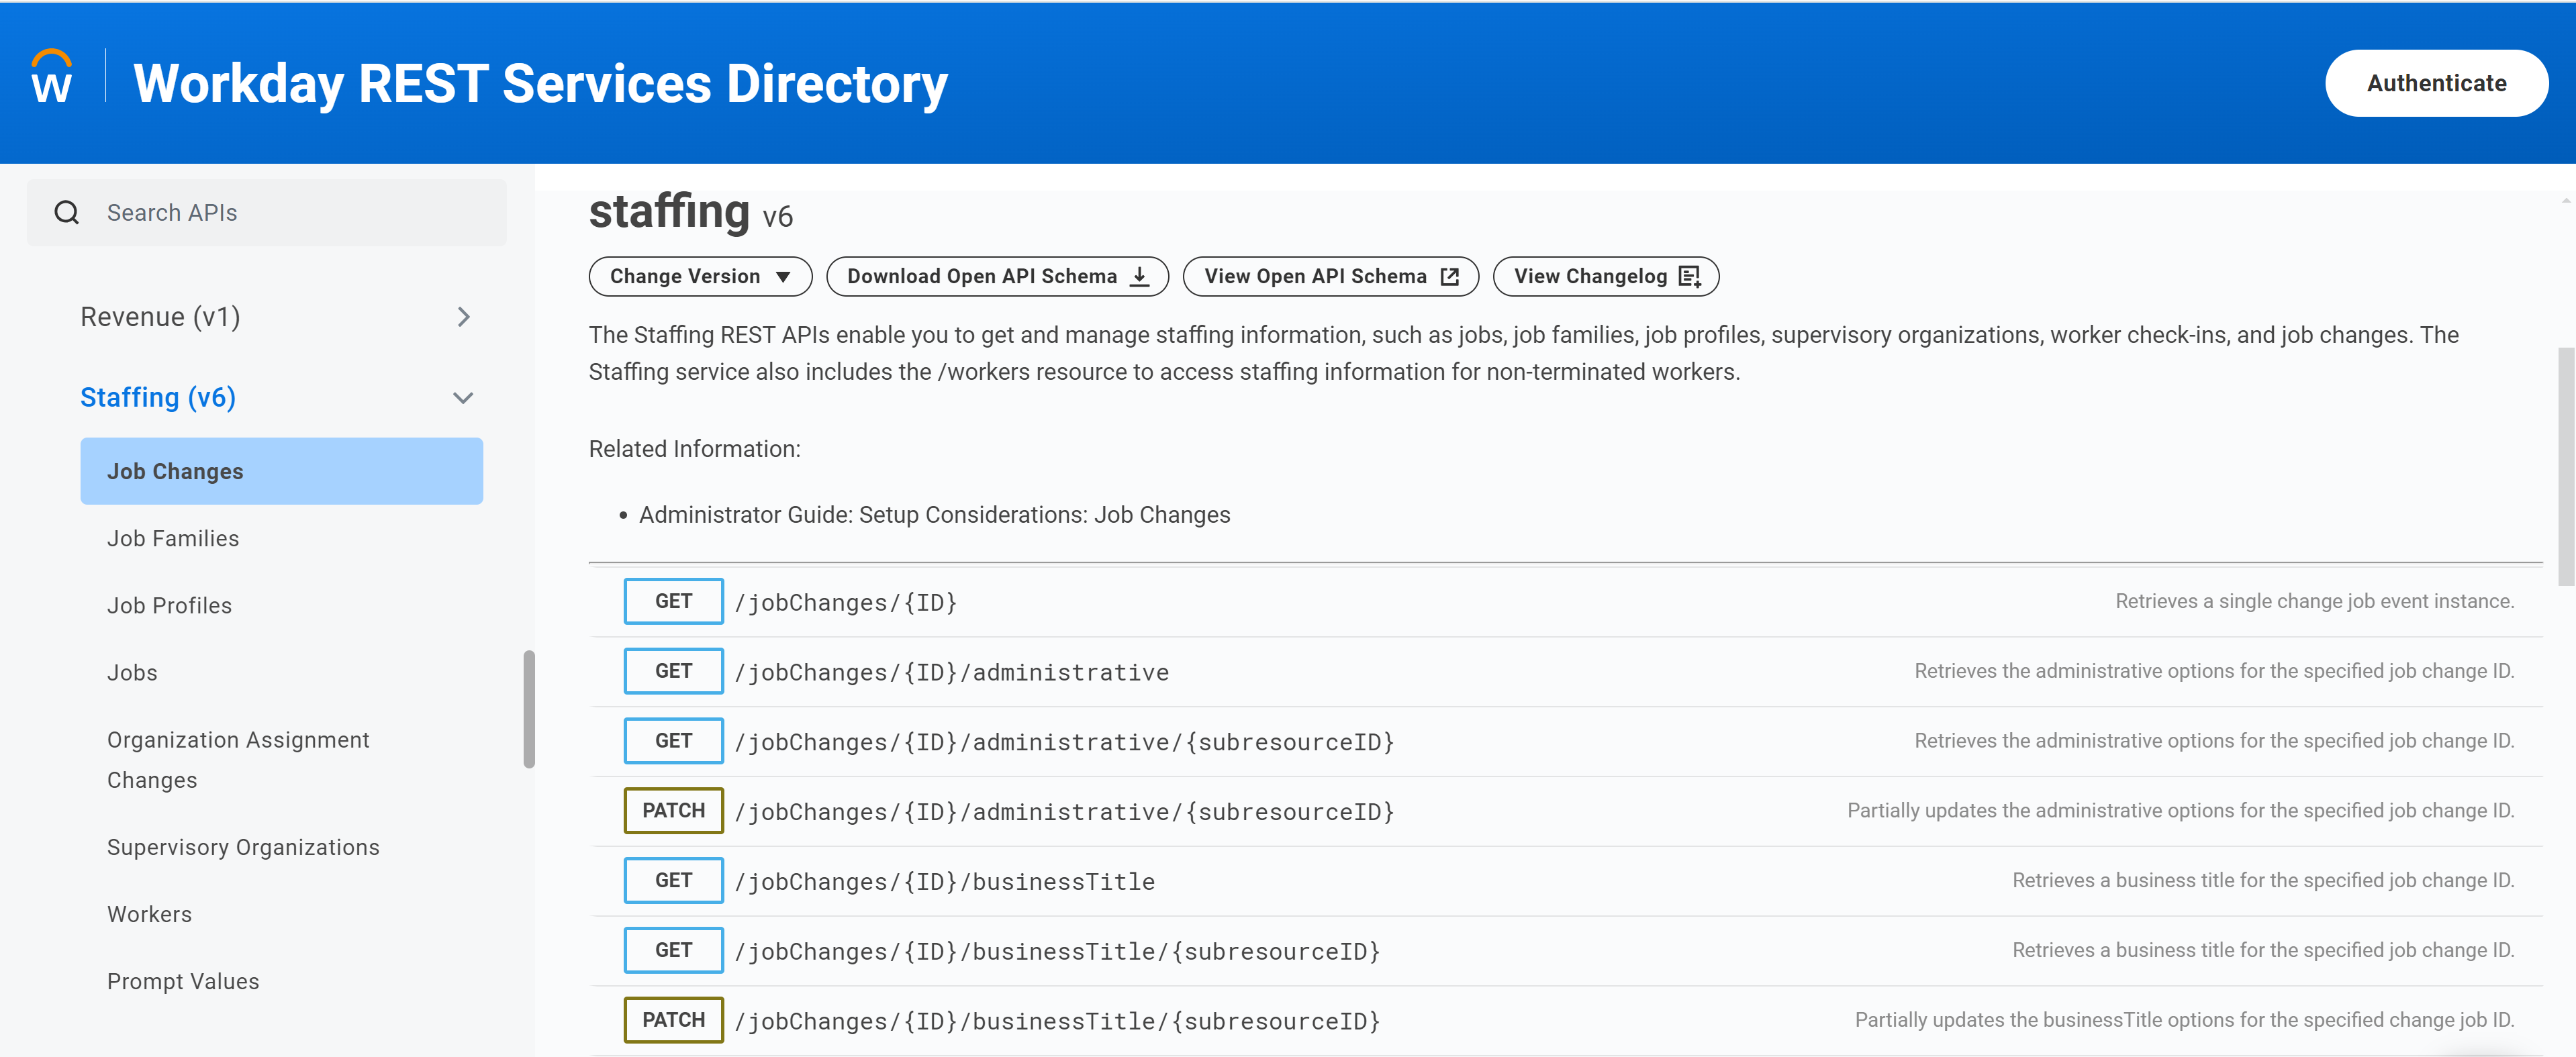 W
Workday REST Services Directory
Authenticate
Search APIs
Revenue (v1)
Staffing (v6)
Job Changes
Job Families
Job Profiles
Jobs
Organization Assignment
Changes
Supervisory Organizations
Workers
Prompt Values
staffing v6
Change Version
Download Open API Schema
View Open API Schema
View Changelog
The Staffing REST APIs enable you to get and manage staffing information, such as jobs, job families, job profiles, supervisory organizations, worker check-ins, and job changes. The
Staffing service also includes the /workers resource to access staffing information for non-terminated workers.
Related Information:
• Administrator Guide: Setup Considerations: Job Changes
GET /jobChanges/{ID} Retrieves a single change job event instance.
GET /jobChanges/{ID}/administrative Retrieves the administrative options for the specified job change ID.
GET /jobChanges/{ID}/administrative/{subresourceID} Retrieves the administrative options for the specified job change ID.
PATCH /jobChanges/{ID}/administrative/{subresourceID} Partially updates the administrative options for the specified job change ID.
GET /jobChanges/{ID}/businessTitle Retrieves a business title for the specified job change ID.
GET /jobChanges/{ID}/businessTitle/{subresourceID} Retrieves a business title for the specified job change ID.
PATCH /jobChanges/{ID}/businessTitle/{subresourceID} Partially updates the businessTitle options for the specified change job ID.